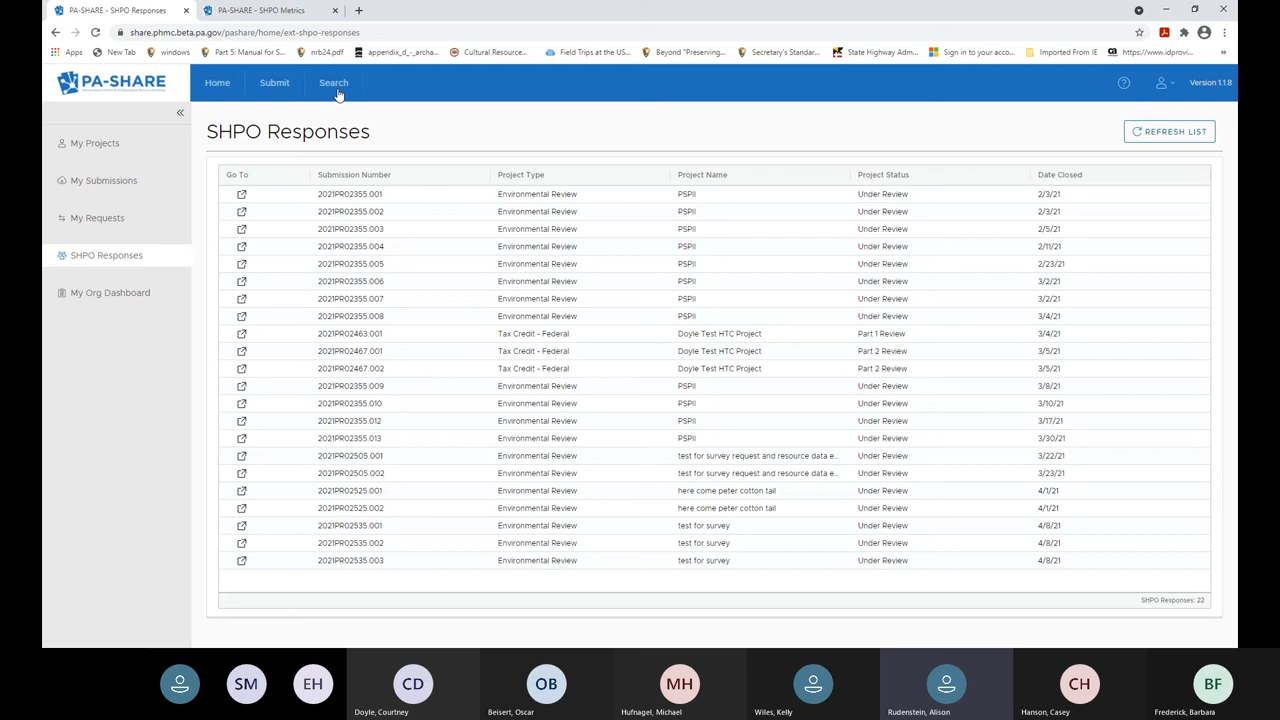 PA-SHARE - SHPO Responses
PA-SHARE - SHPO Metrics
share.phmc.beta.pa.gov/pashare/home/ext-shpo-responses
Apps New Tab windows Part 5: Manual for S... nrb24.pdf appendix_d_-_archa... Cultural Resource... Field Trips at the US... Beyond "Preserving... Secretary's Standar... State Highway Adm... Sign in to your acco... Imported From IE https://www.idprovi...
PA-SHARE
Home Submit Search Version 1.1.8
My Projects
My Submissions
My Requests
SHPO Responses
My Org Dashboard
SHPO Responses
REFRESH LIST
Go To Submission Number Project Type Project Name Project Status Date Closed
2021PR02355.001 Environmental Review PSPII Under Review 2/3/21
2021PR02355.002 Environmental Review PSPII Under Review 2/3/21
2021PR02355.003 Environmental Review PSPII Under Review 2/5/21
2021PR02355.004 Environmental Review PSPII Under Review 2/11/21
2021PR02355.005 Environmental Review PSPII Under Review 2/23/21
2021PR02355.006 Environmental Review PSPII Under Review 3/2/21
2021PR02355.007 Environmental Review PSPII Under Review 3/2/21
2021PR02355.008 Environmental Review PSPII Under Review 3/4/21
2021PR02463.001 Tax Credit - Federal Doyle Test HTC Project Part 1 Review 3/4/21
2021PR02467.001 Tax Credit - Federal Doyle Test HTC Project Part 2 Review 3/5/21
2021PR02467.002 Tax Credit - Federal Doyle Test HTC Project Part 2 Review 3/5/21
2021PR02355.009 Environmental Review PSPII Under Review 3/8/21
2021PR02355.010 Environmental Review PSPII Under Review 3/10/21
2021PR02355.012 Environmental Review PSPII Under Review 3/17/21
2021PR02355.013 Environmental Review PSPII Under Review 3/30/21
2021PR02505.001 Environmental Review test for survey request and resource data e... Under Review 3/22/21
2021PR02505.002 Environmental Review test for survey request and resource data e... Under Review 3/23/21
2021PR02525.001 Environmental Review here come peter cotton tail Under Review 4/1/21
2021PR02525.002 Environmental Review here come peter cotton tail Under Review 4/1/21
2021PR02535.001 Environmental Review test for survey Under Review 4/8/21
2021PR02535.002 Environmental Review test for survey Under Review 4/8/21
2021PR02535.003 Environmental Review test for survey Under Review 4/8/21
SHPO Responses: 22
SM EH CD OB MH CH BF
Doyle, Courtney Beisert, Oscar Hufnagel, Michael Wiles, Kelly Rudenstein, Alison Hanson, Casey Frederick, Barbara